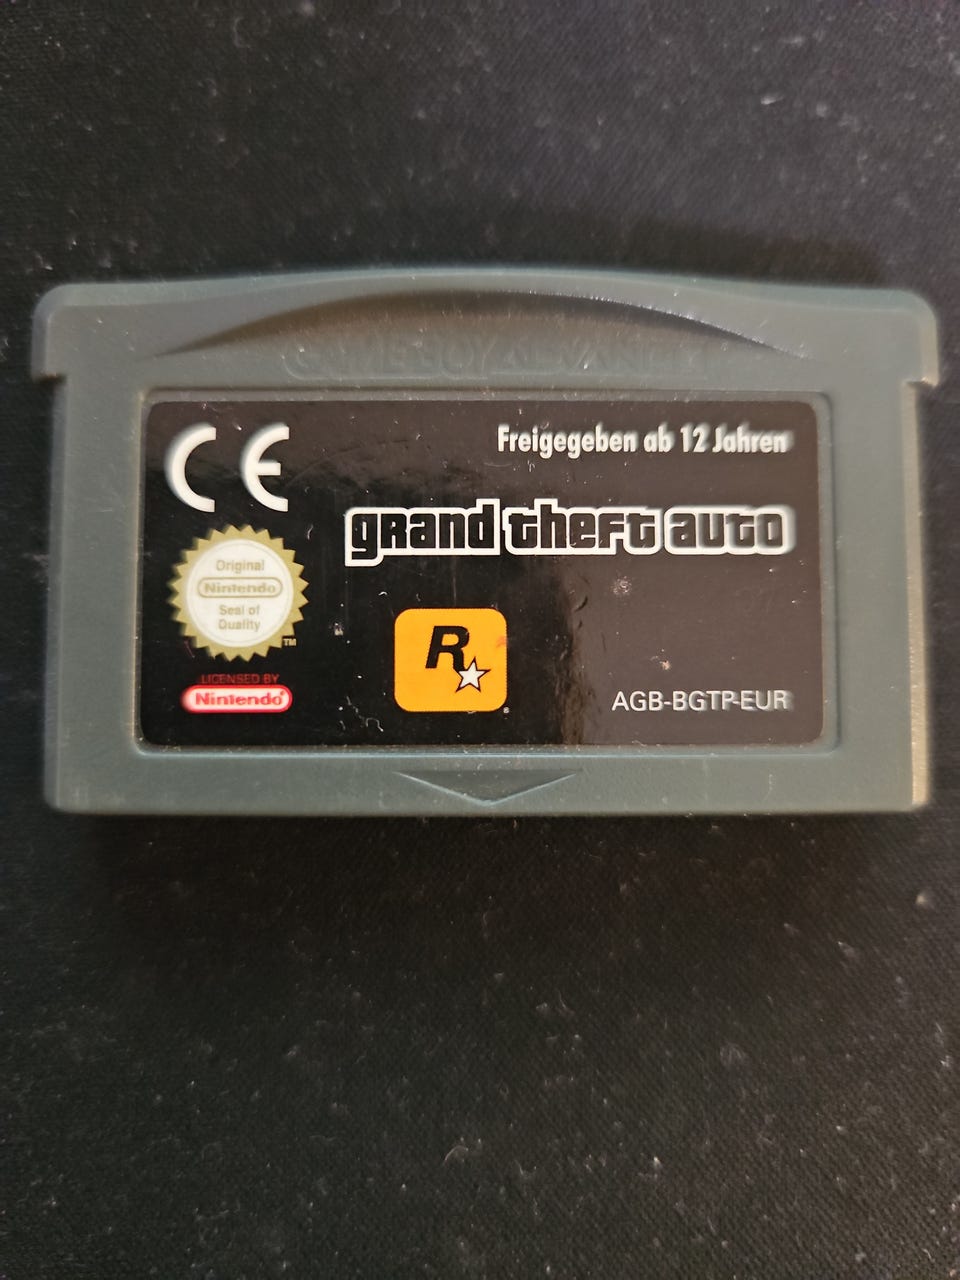 GAME BOY ADVANCE
CE
Freigegeben ab 12 Jahren
grand theft auto
Original
Nintendo
Seal of
Quality
TM
LICENSED BY
Nintendo®
R
®
AGB-BGTP-EUR